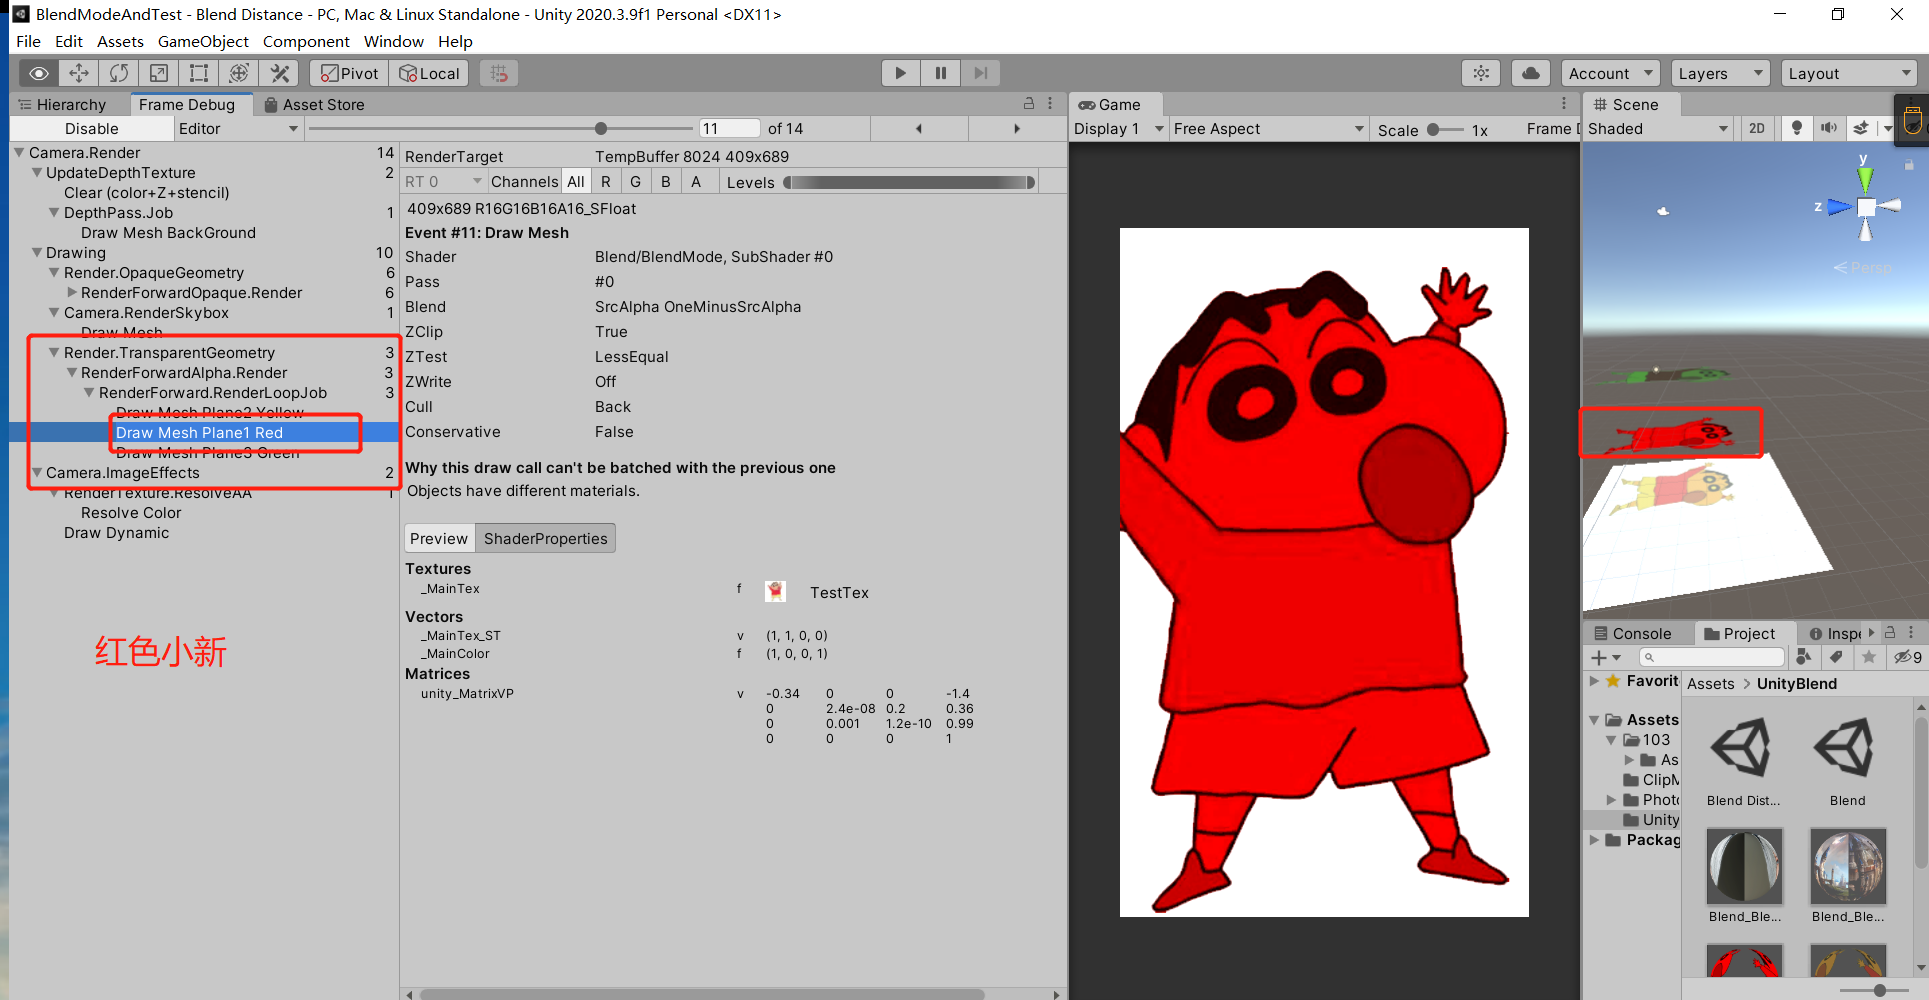 BlendModeAndTest - Blend Distance - PC, Mac & Linux Standalone - Unity 2020.3.9f1 Personal <DX11>
File Edit Assets GameObject Component Window Help
Pivot Local Account Layers Layout
Hierarchy Frame Debug Asset Store
Disable Editor 11 of 14
Camera.Render 14
UpdateDepthTexture 2
Clear (color+Z+stencil)
DepthPass.Job 1
Draw Mesh BackGround
Drawing 10
Render.OpaqueGeometry 6
RenderForwardOpaque.Render 6
Camera.RenderSkybox 1
Draw Mesh
Render.TransparentGeometry 3
RenderForwardAlpha.Render 3
RenderForward.RenderLoopJob 3
Draw Mesh Plane2 Yellow
Draw Mesh Plane1 Red
Draw Mesh Plane3 Green
Camera.ImageEffects 2
RenderTexture.ResolveAA 1
Resolve Color
Draw Dynamic
红色小新
RenderTarget TempBuffer 8024 409x689
RT 0 Channels All R G B A Levels
409x689 R16G16B16A16_SFloat
Event #11: Draw Mesh
Shader Blend/BlendMode, SubShader #0
Pass #0
Blend SrcAlpha OneMinusSrcAlpha
ZClip True
ZTest LessEqual
ZWrite Off
Cull Back
Conservative False
Why this draw call can't be batched with the previous one
Objects have different materials.
Preview ShaderProperties
Textures
_MainTex f TestTex
Vectors
_MainTex_ST v (1, 1, 0, 0)
_MainColor f (1, 0, 0, 1)
Matrices
unity_MatrixVP v -0.34 0 0 -1.4
0 2.4e-08 0.2 0.36
0 0.001 1.2e-10 0.99
0 0 0 1
Game
Display 1 Free Aspect Scale 1x Frame D
Scene
Shaded 2D
y
z
Persp
Console Project Inspe
9
Favorit
Assets
103
As
ClipM
Photo
Unity
Packag
Assets > UnityBlend
Blend Dist... Blend
Blend_Ble... Blend_Ble...